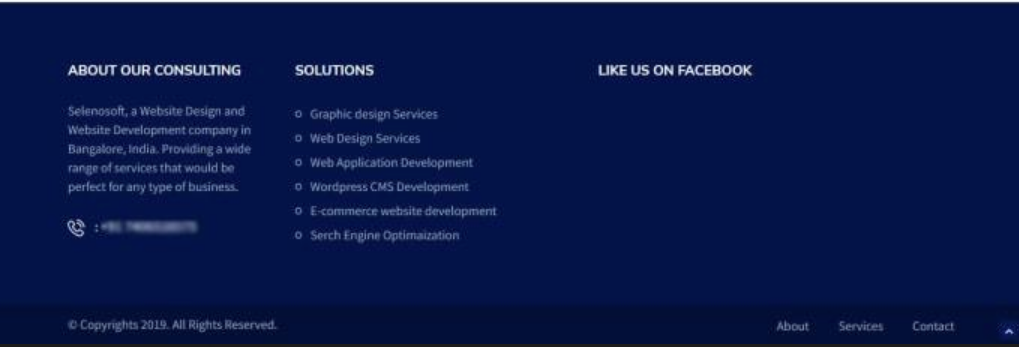 ABOUT OUR CONSULTING
Selenosoft, a Website Design and
Website Development company in
Bangalore, India. Providing a wide
range of services that would be
perfect for any type of business.
:
SOLUTIONS
Graphic design Services
Web Design Services
Web Application Development
Wordpress CMS Development
E-commerce website development
Serch Engine Optimaization
LIKE US ON FACEBOOK
© Copyrights 2019. All Rights Reserved.
About Services Contact